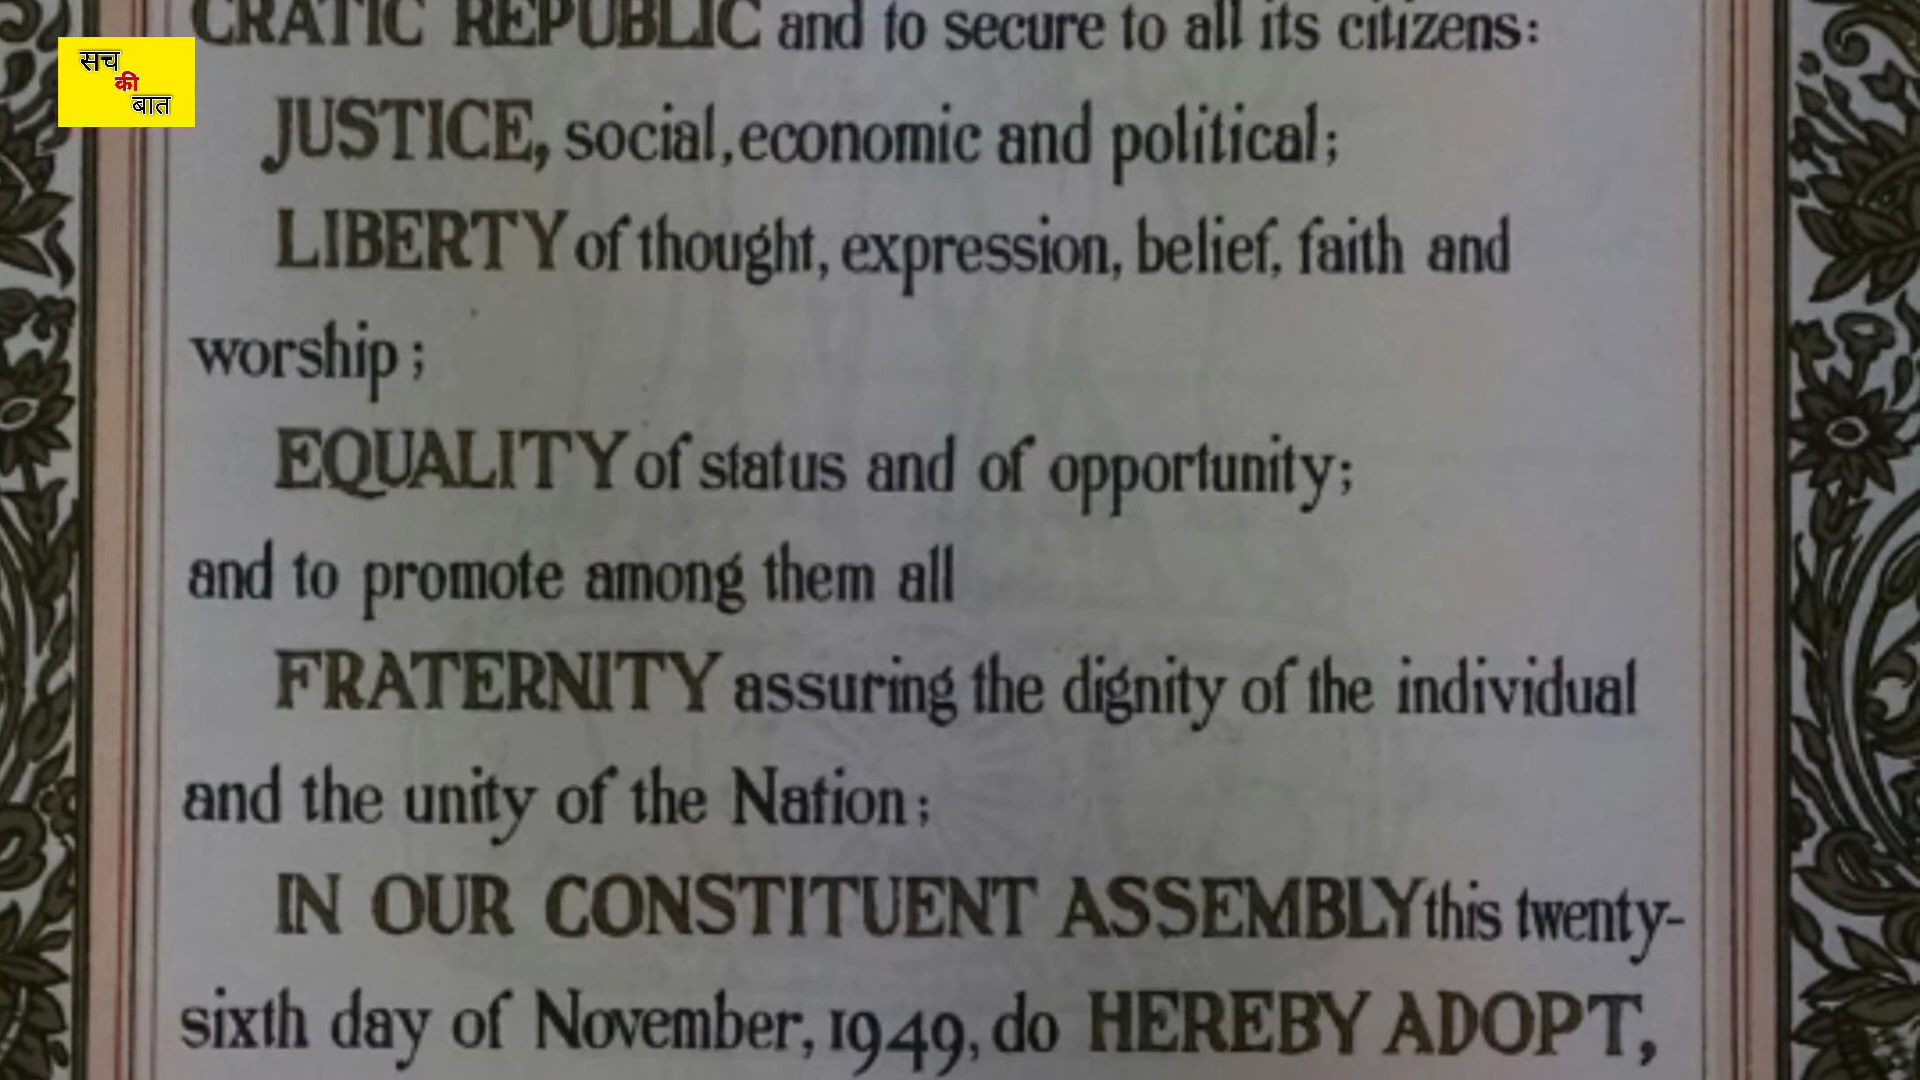 सच
की
बात
CRATIC REPUBLIC and to secure to all its citizens:
JUSTICE, social, economic and political;
LIBERTY of thought, expression, belief, faith and
worship;
EQUALITY of status and of opportunity;
and to promote among them all
FRATERNITY assuring the dignity of the individual
and the unity of the Nation;
IN OUR CONSTITUENT ASSEMBLY this twenty-
sixth day of November, 1949, do HEREBY ADOPT,